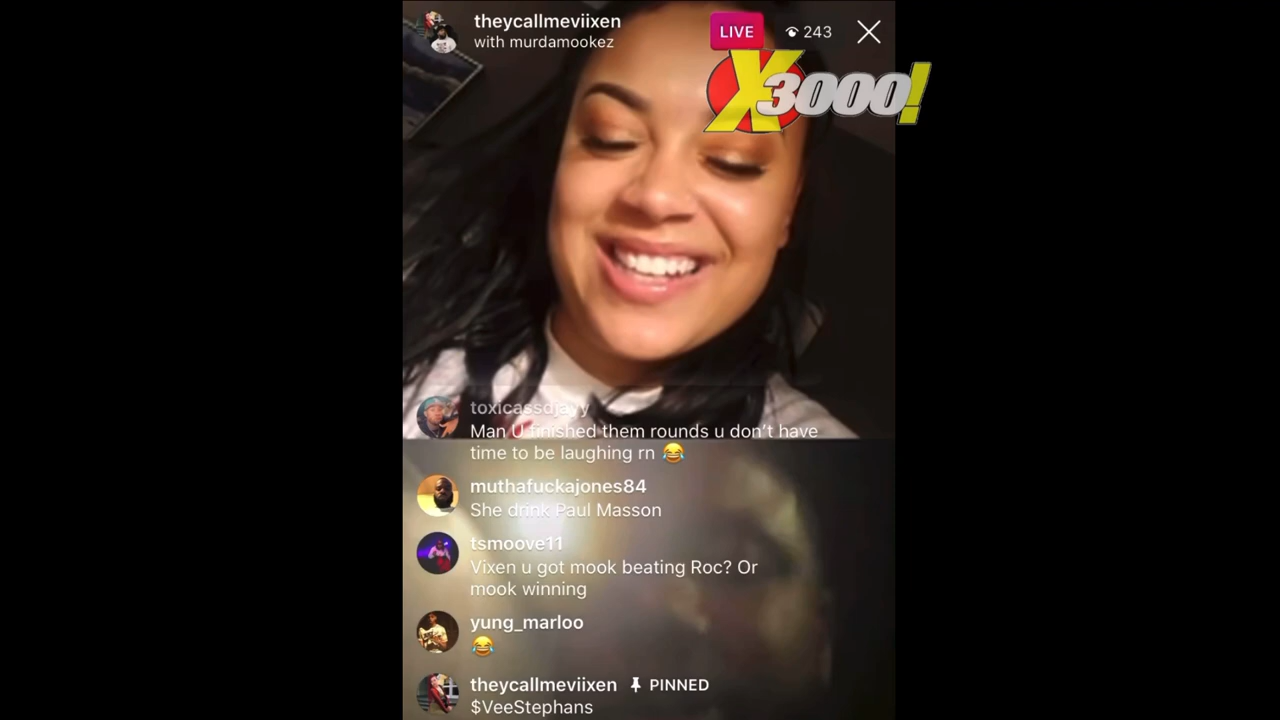 theycallmeviixen
with murdamookez
LIVE
243
X3000!
toxicassdjayy
Man U finished them rounds u don't have
time to be laughing rn 😂
muthafuckajones84
She drink Paul Masson
tsmoove11
Vixen u got mook beating Roc? Or
mook winning
yung_marloo
😂
theycallmeviixen PINNED
$VeeStephans